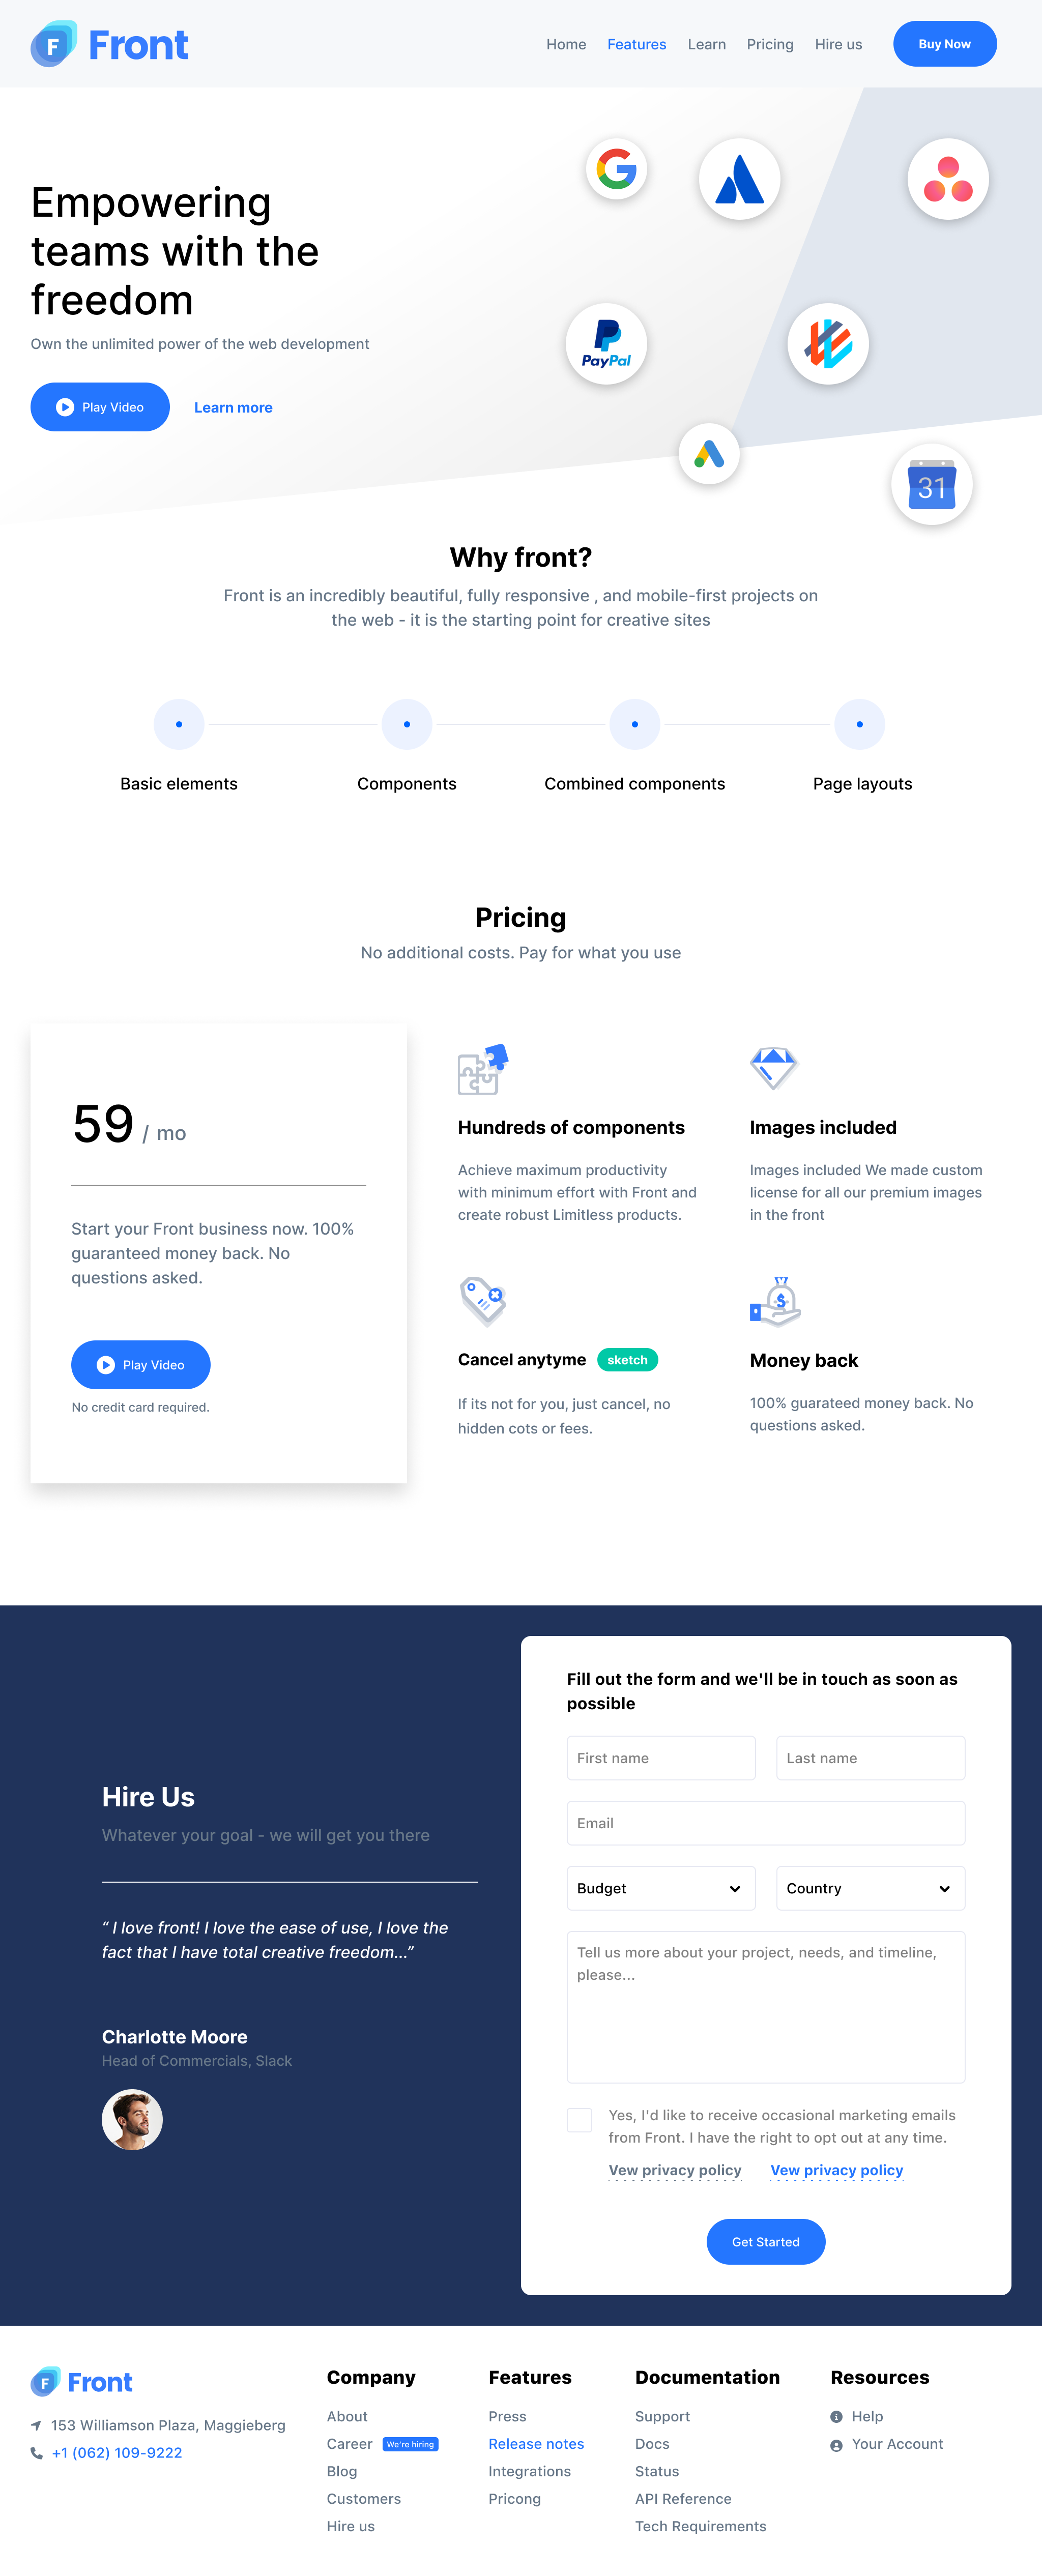 F Front
Home Features Learn Pricing Hire us Buy Now
Empowering
teams with the
freedom
Own the unlimited power of the web development
Play Video Learn more
PayPal
31
Why front?
Front is an incredibly beautiful, fully responsive , and mobile-first projects on
the web - it is the starting point for creative sites
Basic elements Components Combined components Page layouts
Pricing
No additional costs. Pay for what you use
59 / mo
Start your Front business now. 100%
guaranteed money back. No
questions asked.
Play Video
No credit card required.
Hundreds of components
Achieve maximum productivity
with minimum effort with Front and
create robust Limitless products.
Images included
Images included We made custom
license for all our premium images
in the front
Cancel anytyme sketch
If its not for you, just cancel, no
hidden cots or fees.
$
Money back
100% guarateed money back. No
questions asked.
Hire Us
Whatever your goal - we will get you there
“ I love front! I love the ease of use, I love the
fact that I have total creative freedom...”
Charlotte Moore
Head of Commercials, Slack
Fill out the form and we'll be in touch as soon as
possible
First name Last name
Email
Budget Country
Tell us more about your project, needs, and timeline,
please...
Yes, I'd like to receive occasional marketing emails
from Front. I have the right to opt out at any time.
Vew privacy policy Vew privacy policy
Get Started
F Front
153 Williamson Plaza, Maggieberg
+1 (062) 109-9222
Company
About
Career We're hiring
Blog
Customers
Hire us
Features
Press
Release notes
Integrations
Pricong
Documentation
Support
Docs
Status
API Reference
Tech Requirements
Resources
Help
Your Account